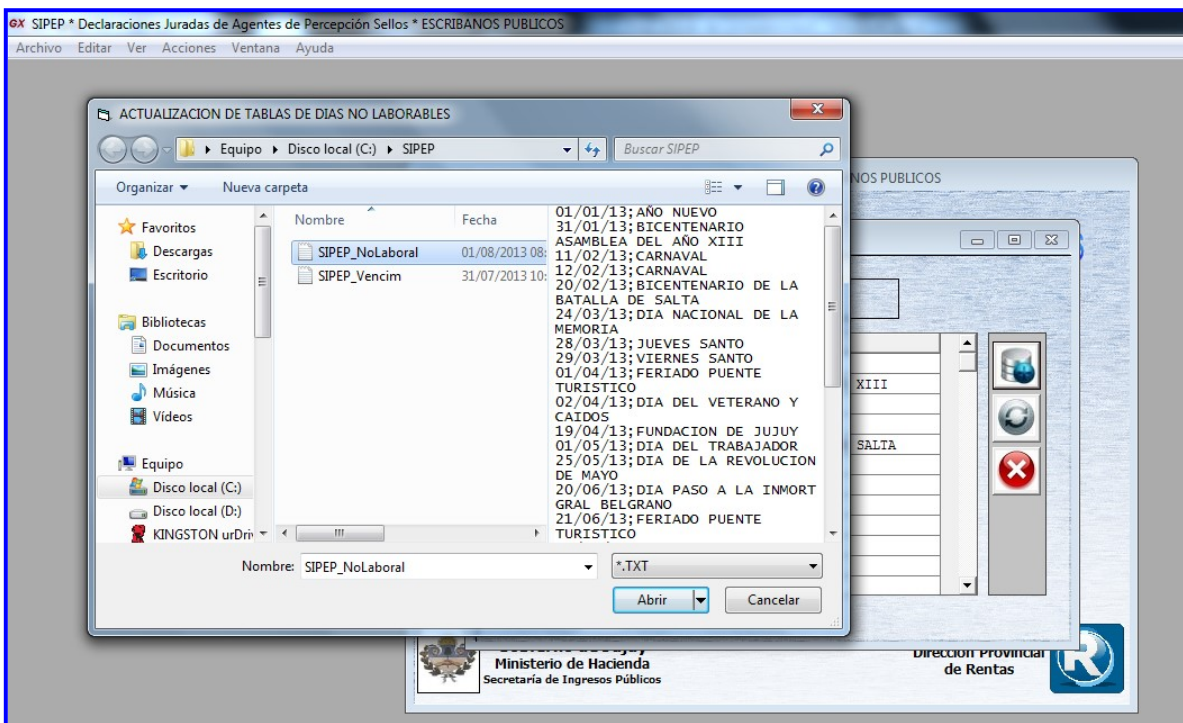 GX SIPEP * Declaraciones Juradas de Agentes de Percepción Sellos * ESCRIBANOS PUBLICOS
Archivo Editar Ver Acciones Ventana Ayuda
ACTUALIZACION DE TABLAS DE DIAS NO LABORABLES
Equipo Disco local (C:) SIPEP
Buscar SIPEP
Organizar Nueva carpeta
Favoritos
Descargas
Escritorio
Bibliotecas
Documentos
Imágenes
Música
Vídeos
Equipo
Disco local (C:)
Disco local (D:)
KINGSTON urDriv
Nombre Fecha
SIPEP_NoLaboral 01/08/2013 08:
SIPEP_Vencim 31/07/2013 10:
01/01/13;AÑO NUEVO
31/01/13;BICENTENARIO
ASAMBLEA DEL AÑO XIII
11/02/13;CARNAVAL
12/02/13;CARNAVAL
20/02/13;BICENTENARIO DE LA
BATALLA DE SALTA
24/03/13;DIA NACIONAL DE LA
MEMORIA
28/03/13;JUEVES SANTO
29/03/13;VIERNES SANTO
01/04/13;FERIADO PUENTE
TURISTICO
02/04/13;DIA DEL VETERANO Y
CAIDOS
19/04/13;FUNDACION DE JUJUY
01/05/13;DIA DEL TRABAJADOR
25/05/13;DIA DE LA REVOLUCION
DE MAYO
20/06/13;DIA PASO A LA INMORT
GRAL BELGRANO
21/06/13;FERIADO PUENTE
TURISTICO
Nombre: SIPEP_NoLaboral
*.TXT
Abrir Cancelar
NOS PUBLICOS
XIII
SALTA
Ministerio de Hacienda
Secretaría de Ingresos Públicos
Dirección Provincial
de Rentas
R